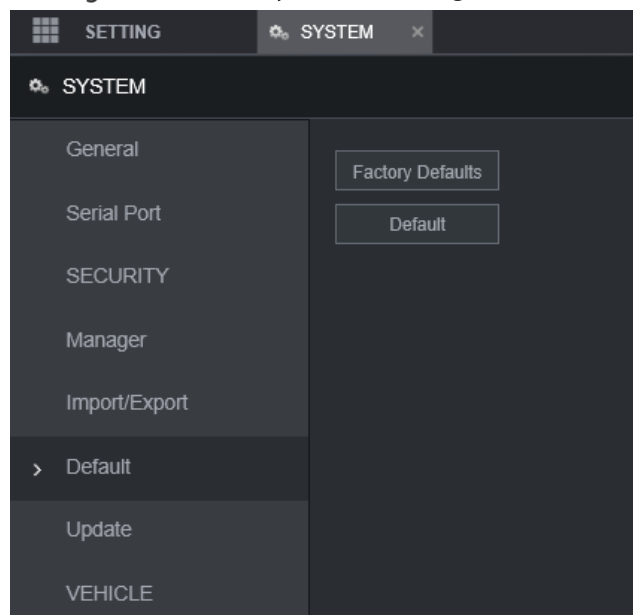 SETTING
SYSTEM ×
SYSTEM
General
Serial Port
SECURITY
Manager
Import/Export
> Default
Update
VEHICLE
Factory Defaults
Default